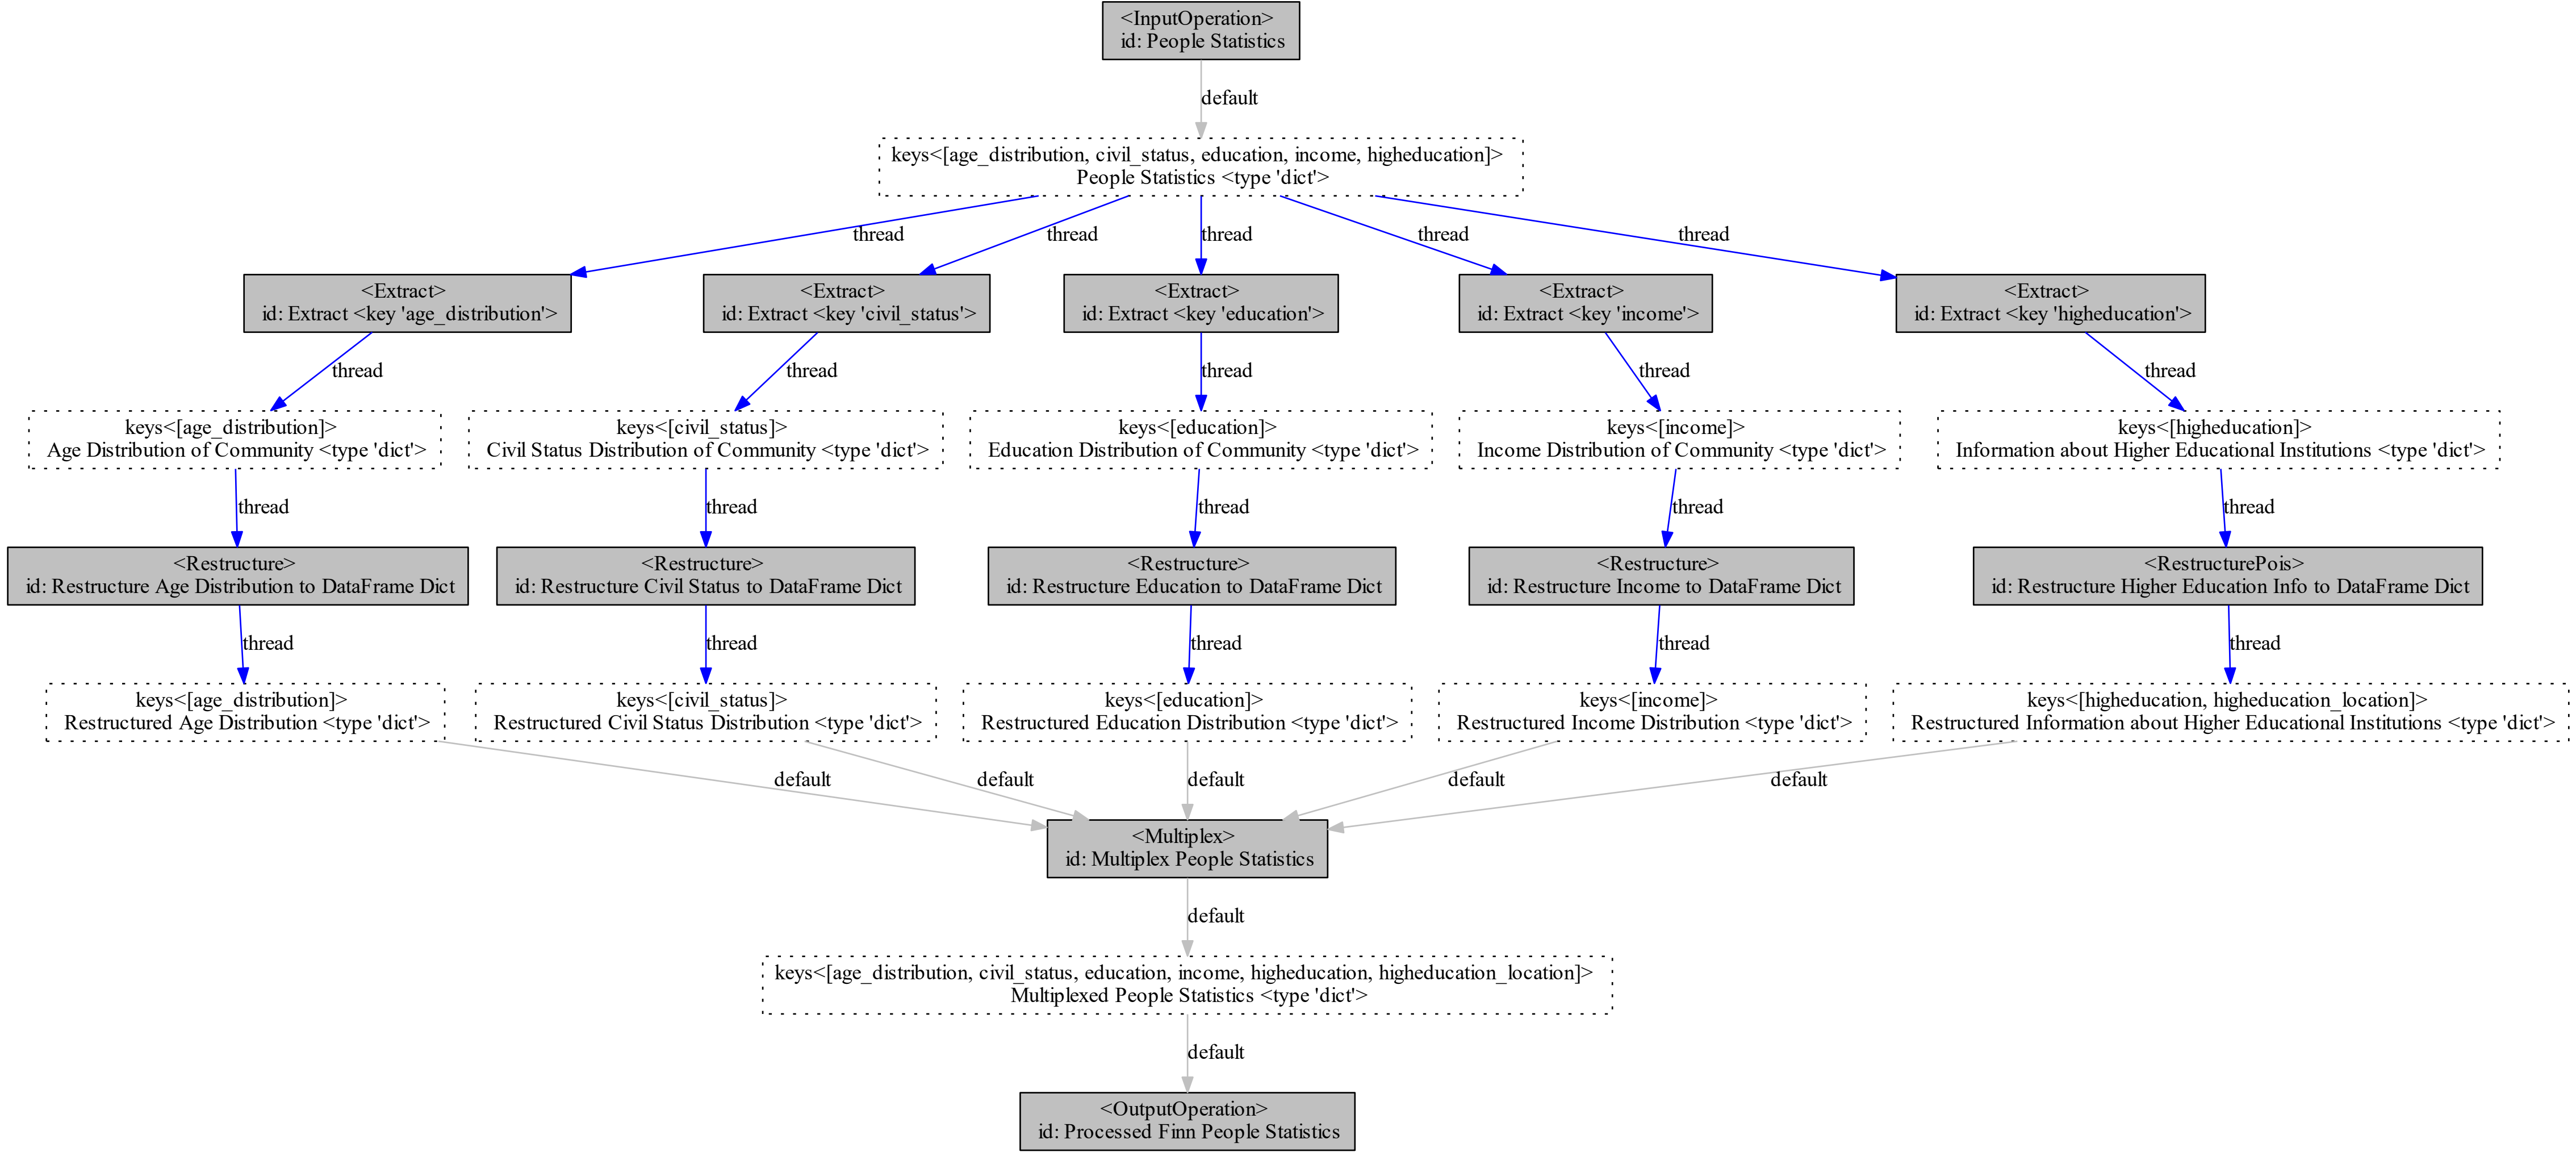 <InputOperation>
id: People Statistics
default
keys<[age_distribution, civil_status, education, income, higheducation]>
People Statistics <type 'dict'>
thread
thread
thread
thread
thread
<Extract>
id: Extract <key 'age_distribution'>
<Extract>
id: Extract <key 'civil_status'>
<Extract>
id: Extract <key 'education'>
<Extract>
id: Extract <key 'income'>
<Extract>
id: Extract <key 'higheducation'>
thread
thread
thread
thread
thread
keys<[age_distribution]>
Age Distribution of Community <type 'dict'>
keys<[civil_status]>
Civil Status Distribution of Community <type 'dict'>
keys<[education]>
Education Distribution of Community <type 'dict'>
keys<[income]>
Income Distribution of Community <type 'dict'>
keys<[higheducation]>
Information about Higher Educational Institutions <type 'dict'>
thread
thread
thread
thread
thread
<Restructure>
id: Restructure Age Distribution to DataFrame Dict
<Restructure>
id: Restructure Civil Status to DataFrame Dict
<Restructure>
id: Restructure Education to DataFrame Dict
<Restructure>
id: Restructure Income to DataFrame Dict
<RestructurePois>
id: Restructure Higher Education Info to DataFrame Dict
thread
thread
thread
thread
thread
keys<[age_distribution]>
Restructured Age Distribution <type 'dict'>
keys<[civil_status]>
Restructured Civil Status Distribution <type 'dict'>
keys<[education]>
Restructured Education Distribution <type 'dict'>
keys<[income]>
Restructured Income Distribution <type 'dict'>
keys<[higheducation, higheducation_location]>
Restructured Information about Higher Educational Institutions <type 'dict'>
default
default
default
default
default
<Multiplex>
id: Multiplex People Statistics
default
keys<[age_distribution, civil_status, education, income, higheducation, higheducation_location]>
Multiplexed People Statistics <type 'dict'>
default
<OutputOperation>
id: Processed Finn People Statistics